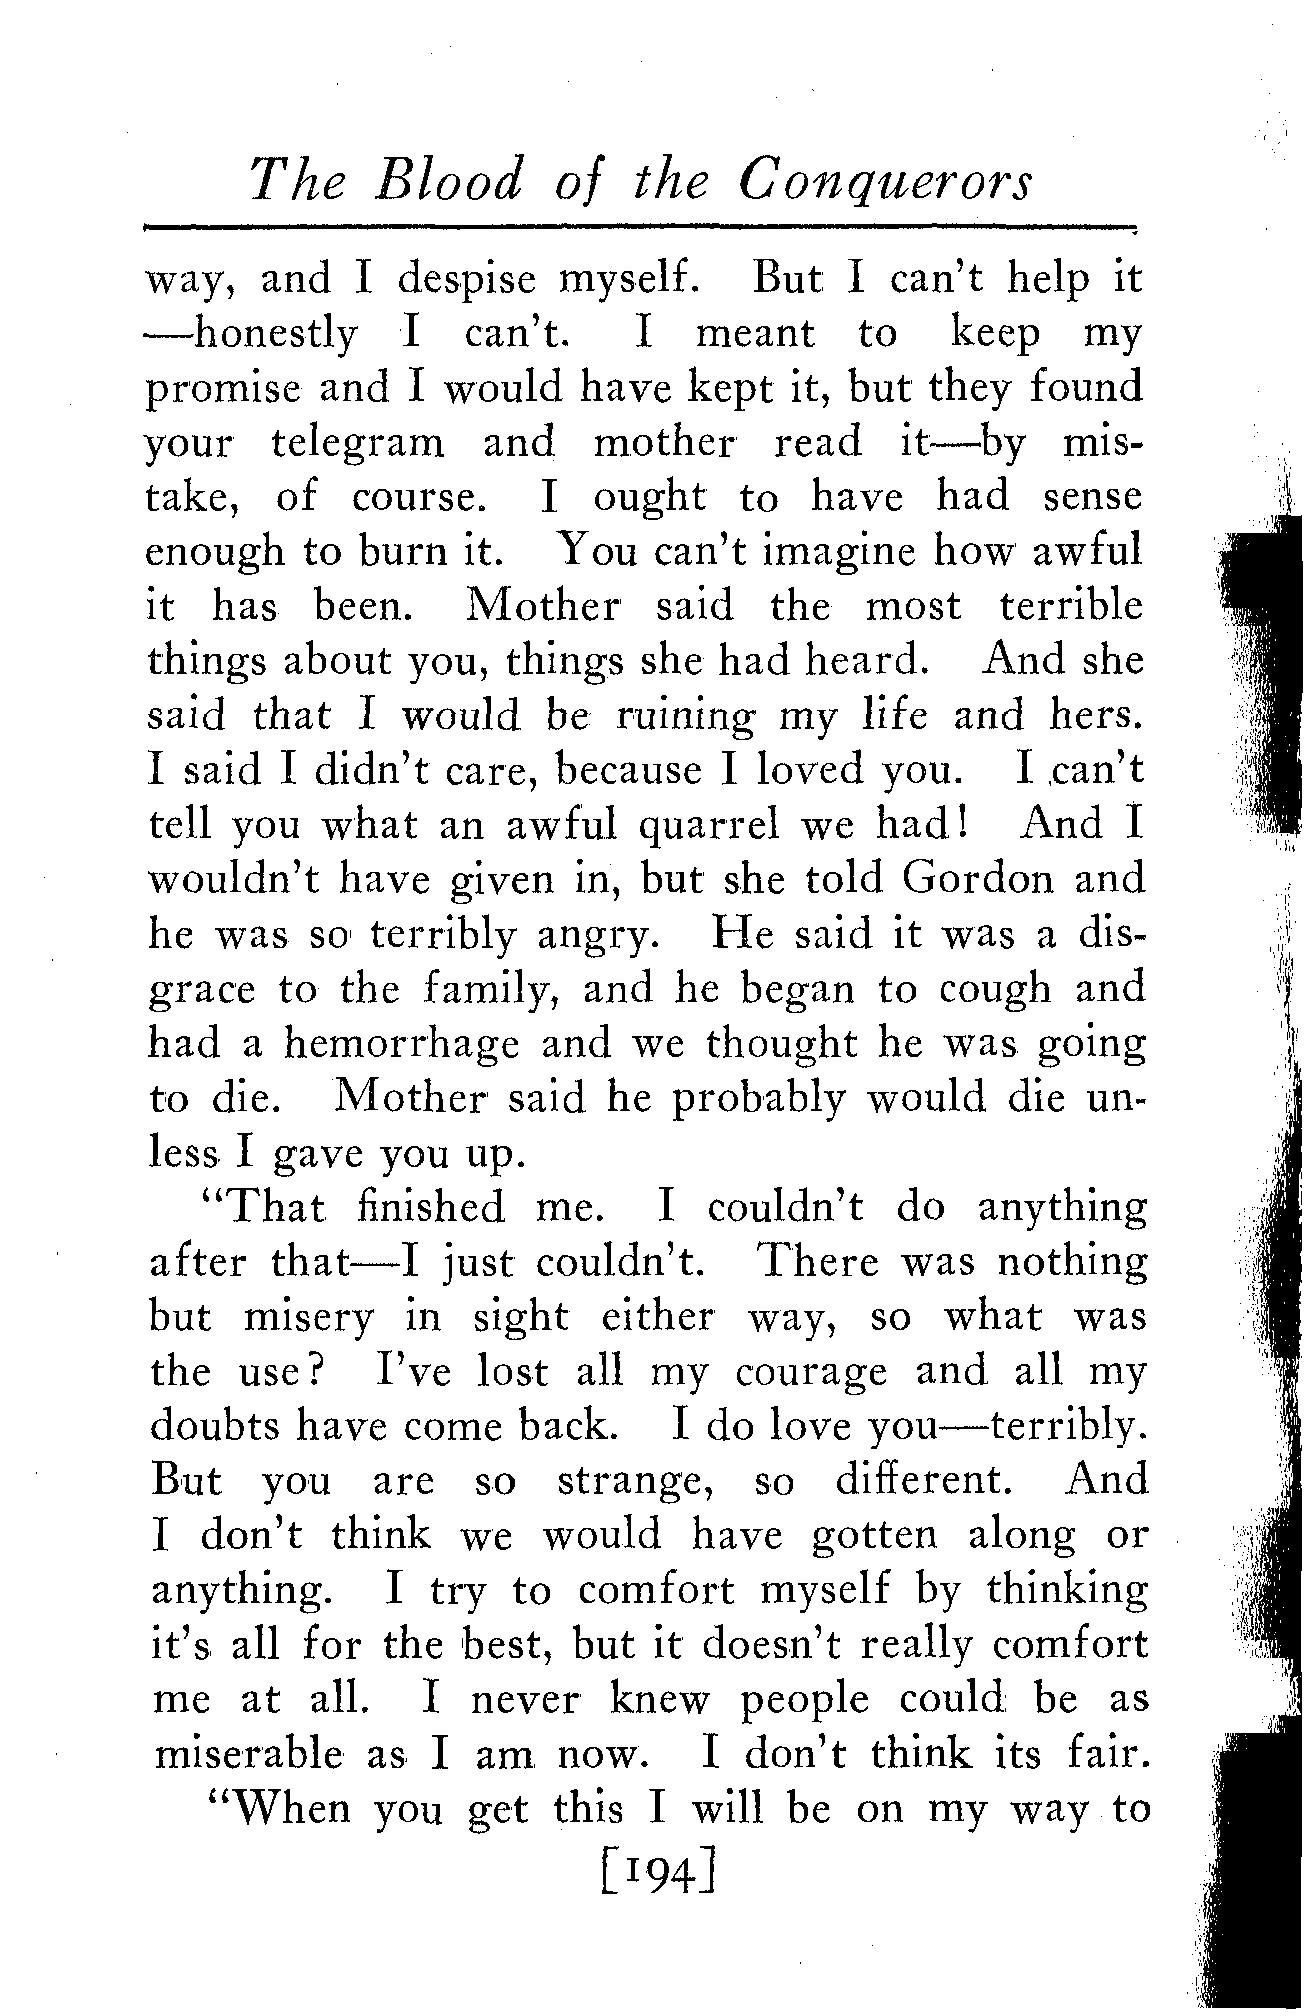 The Blood of the Conquerors
way, and I despise myself. But I can't help it
—honestly I can't. I meant to keep my
promise and I would have kept it, but they found
your telegram and mother read it—by mis-
take, of course. I ought to have had sense
enough to burn it. You can't imagine how awful
it has been. Mother said the most terrible
things about you, things she had heard. And she
said that I would be ruining my life and hers.
I said I didn't care, because I loved you. I can't
tell you what an awful quarrel we had! And I
wouldn't have given in, but she told Gordon and
he was so terribly angry. He said it was a dis-
grace to the family, and he began to cough and
had a hemorrhage and we thought he was going
to die. Mother said he probably would die un-
less I gave you up.
"That finished me. I couldn't do anything
after that—I just couldn't. There was nothing
but misery in sight either way, so what was
the use? I've lost all my courage and all my
doubts have come back. I do love you—terribly.
But you are so strange, so different. And
I don't think we would have gotten along or
anything. I try to comfort myself by thinking
it's all for the best, but it doesn't really comfort
me at all. I never knew people could be as
miserable as I am now. I don't think its fair.
"When you get this I will be on my way to
[194]